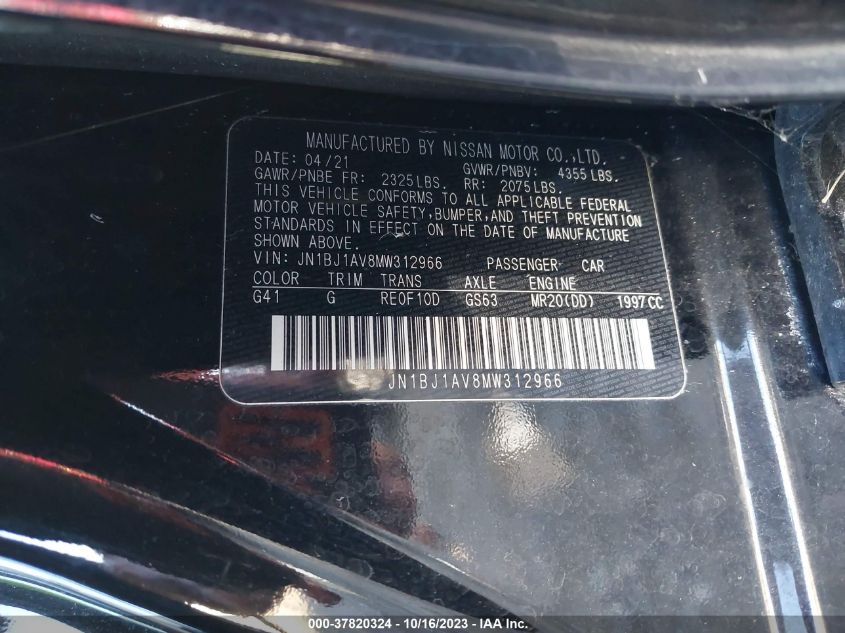 MANUFACTURED BY NISSAN MOTOR CO.,LTD.
DATE: 04/21 GVWR/PNBV: 4355 LBS.
GAWR/PNBE FR: 2325 LBS. RR: 2075 LBS.
THIS VEHICLE CONFORMS TO ALL APPLICABLE FEDERAL
MOTOR VEHICLE SAFETY, BUMPER, AND THEFT PREVENTION
STANDARDS IN EFFECT ON THE DATE OF MANUFACTURE
SHOWN ABOVE.
VIN: JN1BJ1AV8MW312966 PASSENGER CAR
COLOR TRIM TRANS AXLE ENGINE
G41 G RE0F10D GS63 MR20(DD) 1997CC
JN1BJ1AV8MW312966
000-37820324 - 10/16/2023 - IAA Inc.